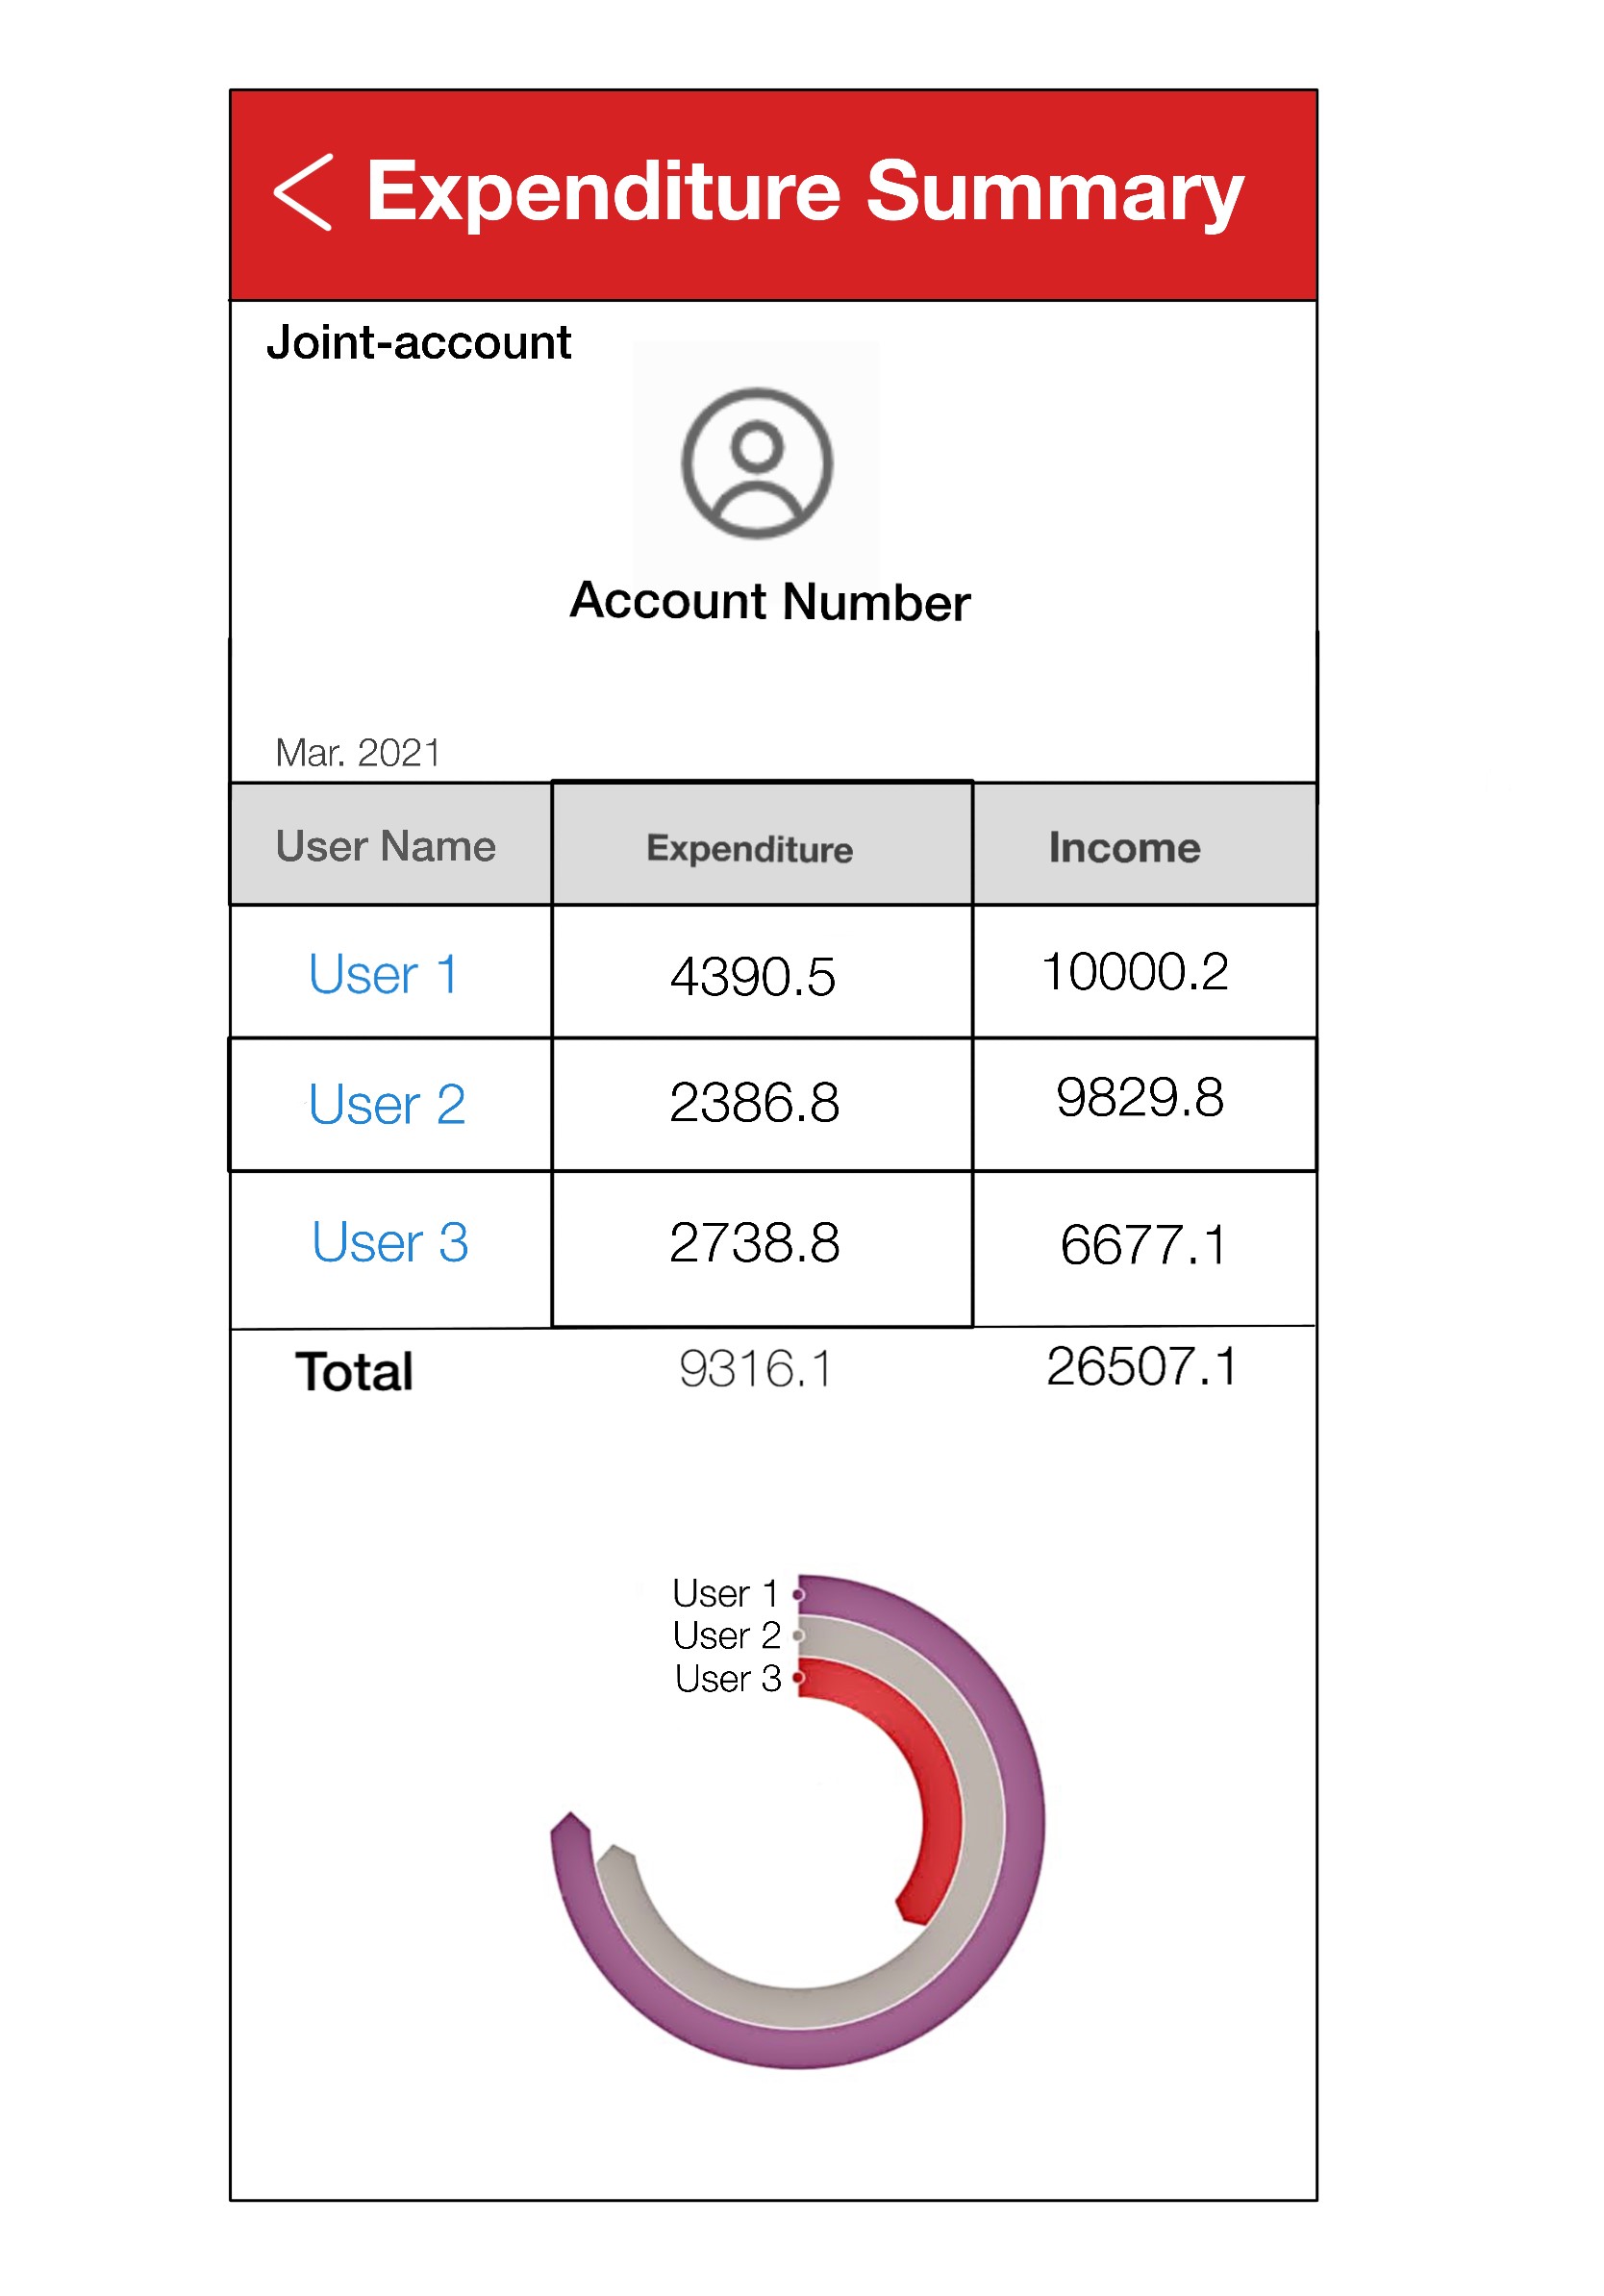 Expenditure Summary
Joint-account
Account Number
Mar. 2021
User Name Expenditure Income
User 1 4390.5 10000.2
User 2 2386.8 9829.8
User 3 2738.8 6677.1
Total 9316.1 26507.1
User 1
User 2
User 3